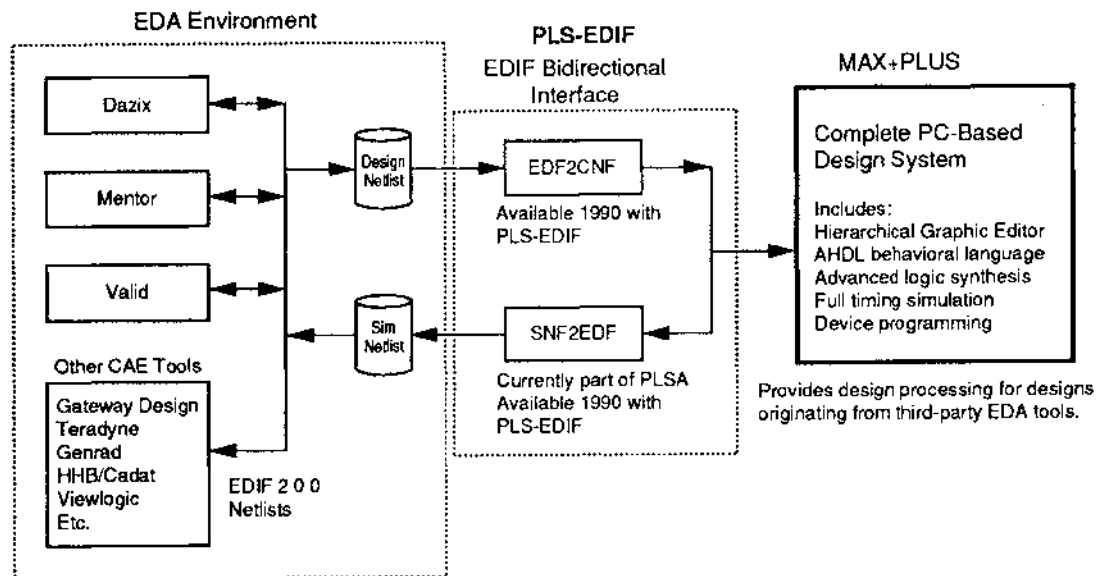 EDA Environment
Dazix
Mentor
Valid
Other CAE Tools
Gateway Design
Teradyne
Genrad
HHB/Cadat
Viewlogic
Etc.
Design
Netlist
Sim
Netlist
EDIF 2 0 0
Netlists
PLS-EDIF
EDIF Bidirectional
Interface
EDF2CNF
Available 1990 with
PLS-EDIF
SNF2EDF
Currently part of PLSA
Available 1990 with
PLS-EDIF
MAX+PLUS
Complete PC-Based
Design System
Includes:
Hierarchical Graphic Editor
AHDL behavioral language
Advanced logic synthesis
Full timing simulation
Device programming
Provides design processing for designs
originating from third-party EDA tools.